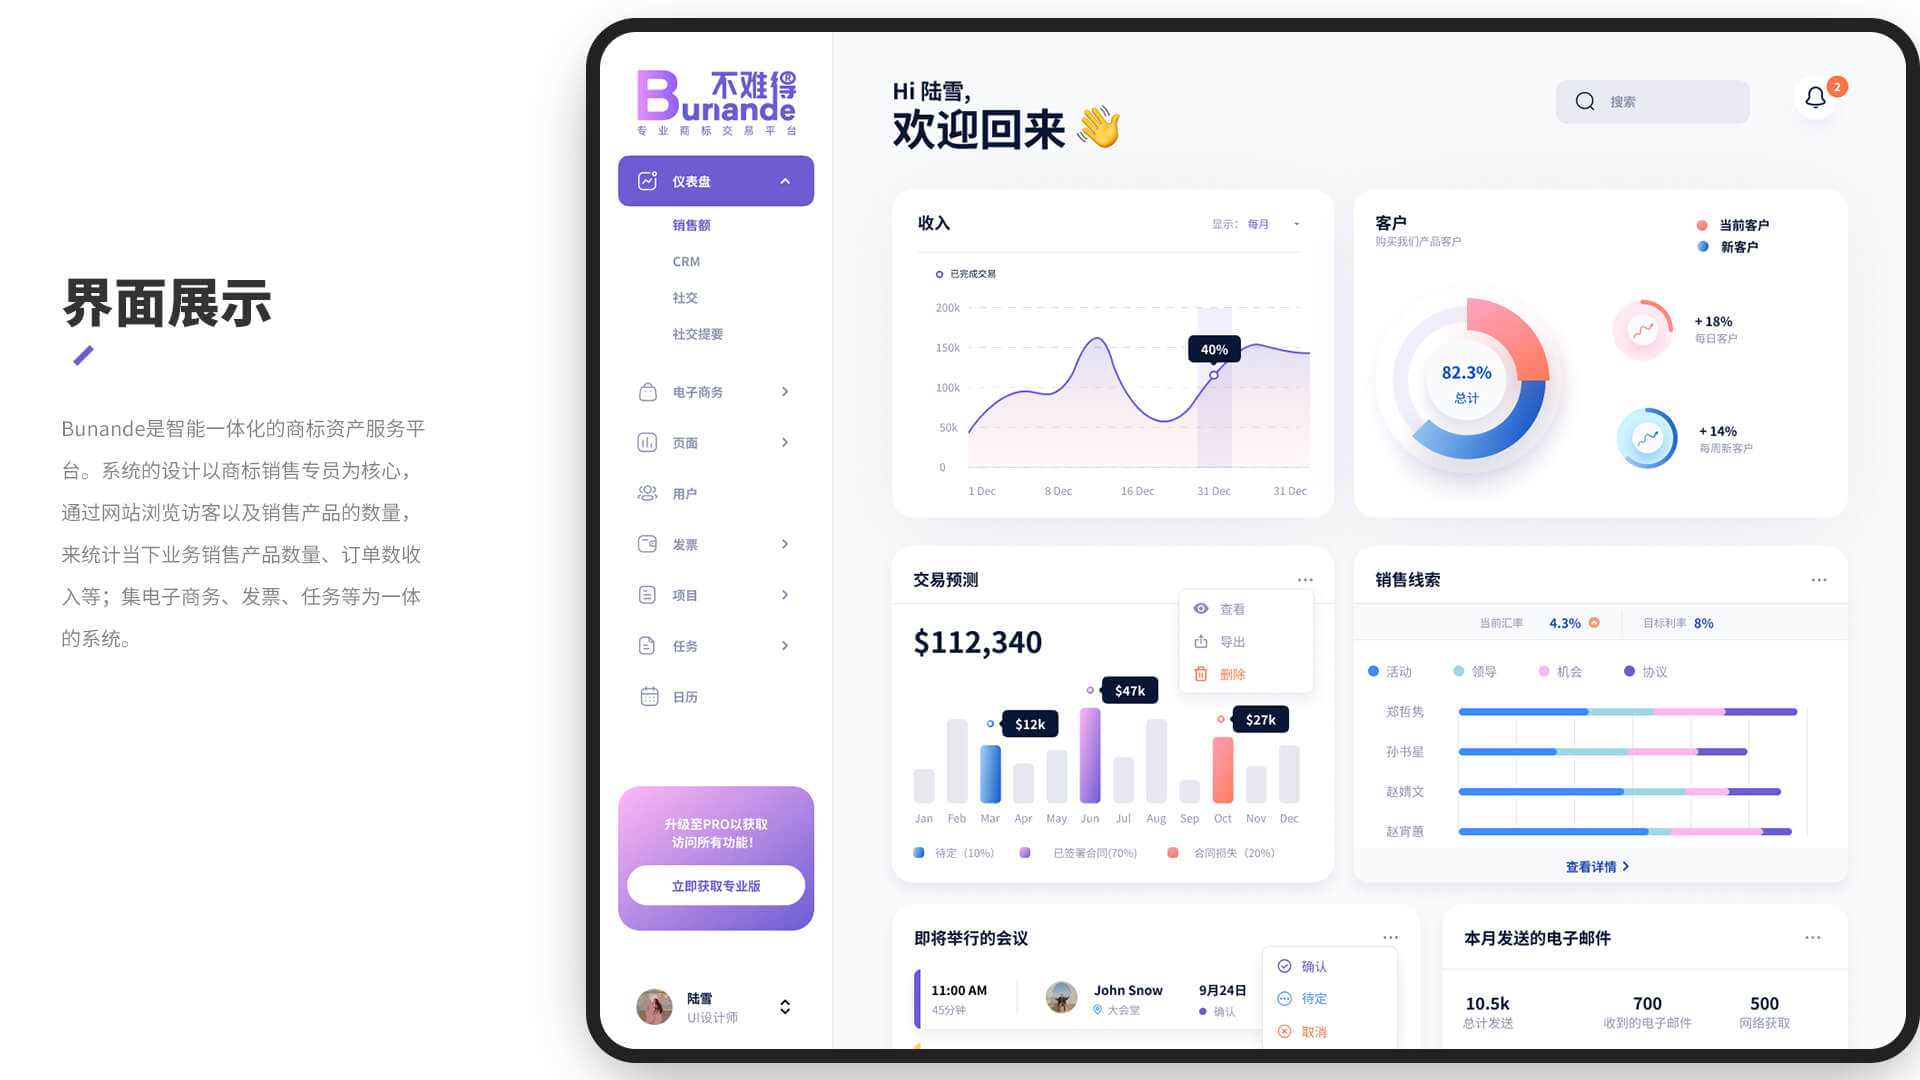 界面展示
Bunande是智能一体化的商标资产服务平
台。系统的设计以商标销售专员为核心，
通过网站浏览访客以及销售产品的数量，
来统计当下业务销售产品数量、订单数收
入等；集电子商务、发票、任务等为一体
的系统。
不难得®
Bunande
专业商标交易平台
仪表盘
销售额
CRM
社交
社交提要
电子商务
页面
用户
发票
项目
任务
日历
升级至PRO以获取
访问所有功能！
立即获取专业版
陆雪
UI设计师
Hi 陆雪，
欢迎回来 👋
搜索
2
收入
显示： 每月
已完成交易
200k
150k
100k
50k
0
40%
1 Dec 8 Dec 16 Dec 31 Dec 31 Dec
客户
购买我们产品客户
当前客户
新客户
82.3%
总计
+ 18%
每日客户
+ 14%
每周新客户
交易预测
查看
导出
删除
$112,340
$12k
$47k
$27k
Jan Feb Mar Apr May Jun Jul Aug Sep Oct Nov Dec
待定（10%） 已签署合同(70%) 合同损失（20%）
销售线索
当前汇率 4.3% 目标利率 8%
活动 领导 机会 协议
郑哲隽
孙书星
赵婧文
赵宵蕙
查看详情
即将举行的会议
11:00 AM
45分钟
John Snow
大会堂
9月24日
确认
确认
待定
取消
本月发送的电子邮件
10.5k 700 500
总计发送 收到的电子邮件 网络获取